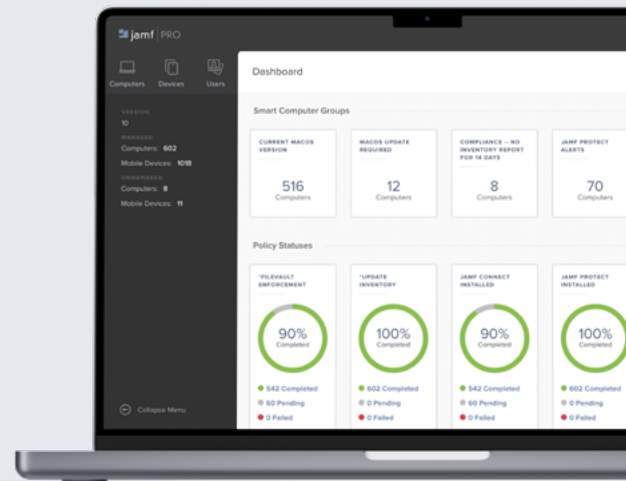 jamf PRO
Computers Devices Users
VERSION
10
MANAGED
Computers: 602
Mobile Devices: 1018
UNMANAGED
Computers: 8
Mobile Devices: 11
Collapse Menu
Dashboard
Smart Computer Groups
CURRENT MACOS
VERSION
516
Computers
MACOS UPDATE
REQUIRED
12
Computers
COMPLIANCE – NO
INVENTORY REPORT
FOR 14 DAYS
8
Computers
JAMF PROTECT
ALERTS
70
Computers
Policy Statuses
*FILEVAULT
ENFORCEMENT
90%
Completed
542 Completed
60 Pending
0 Failed
*UPDATE
INVENTORY
100%
Completed
602 Completed
0 Pending
0 Failed
JAMF CONNECT
INSTALLED
90%
Completed
542 Completed
60 Pending
0 Failed
JAMF PROTECT
INSTALLED
100%
Completed
602 Completed
0 Pending
0 Failed